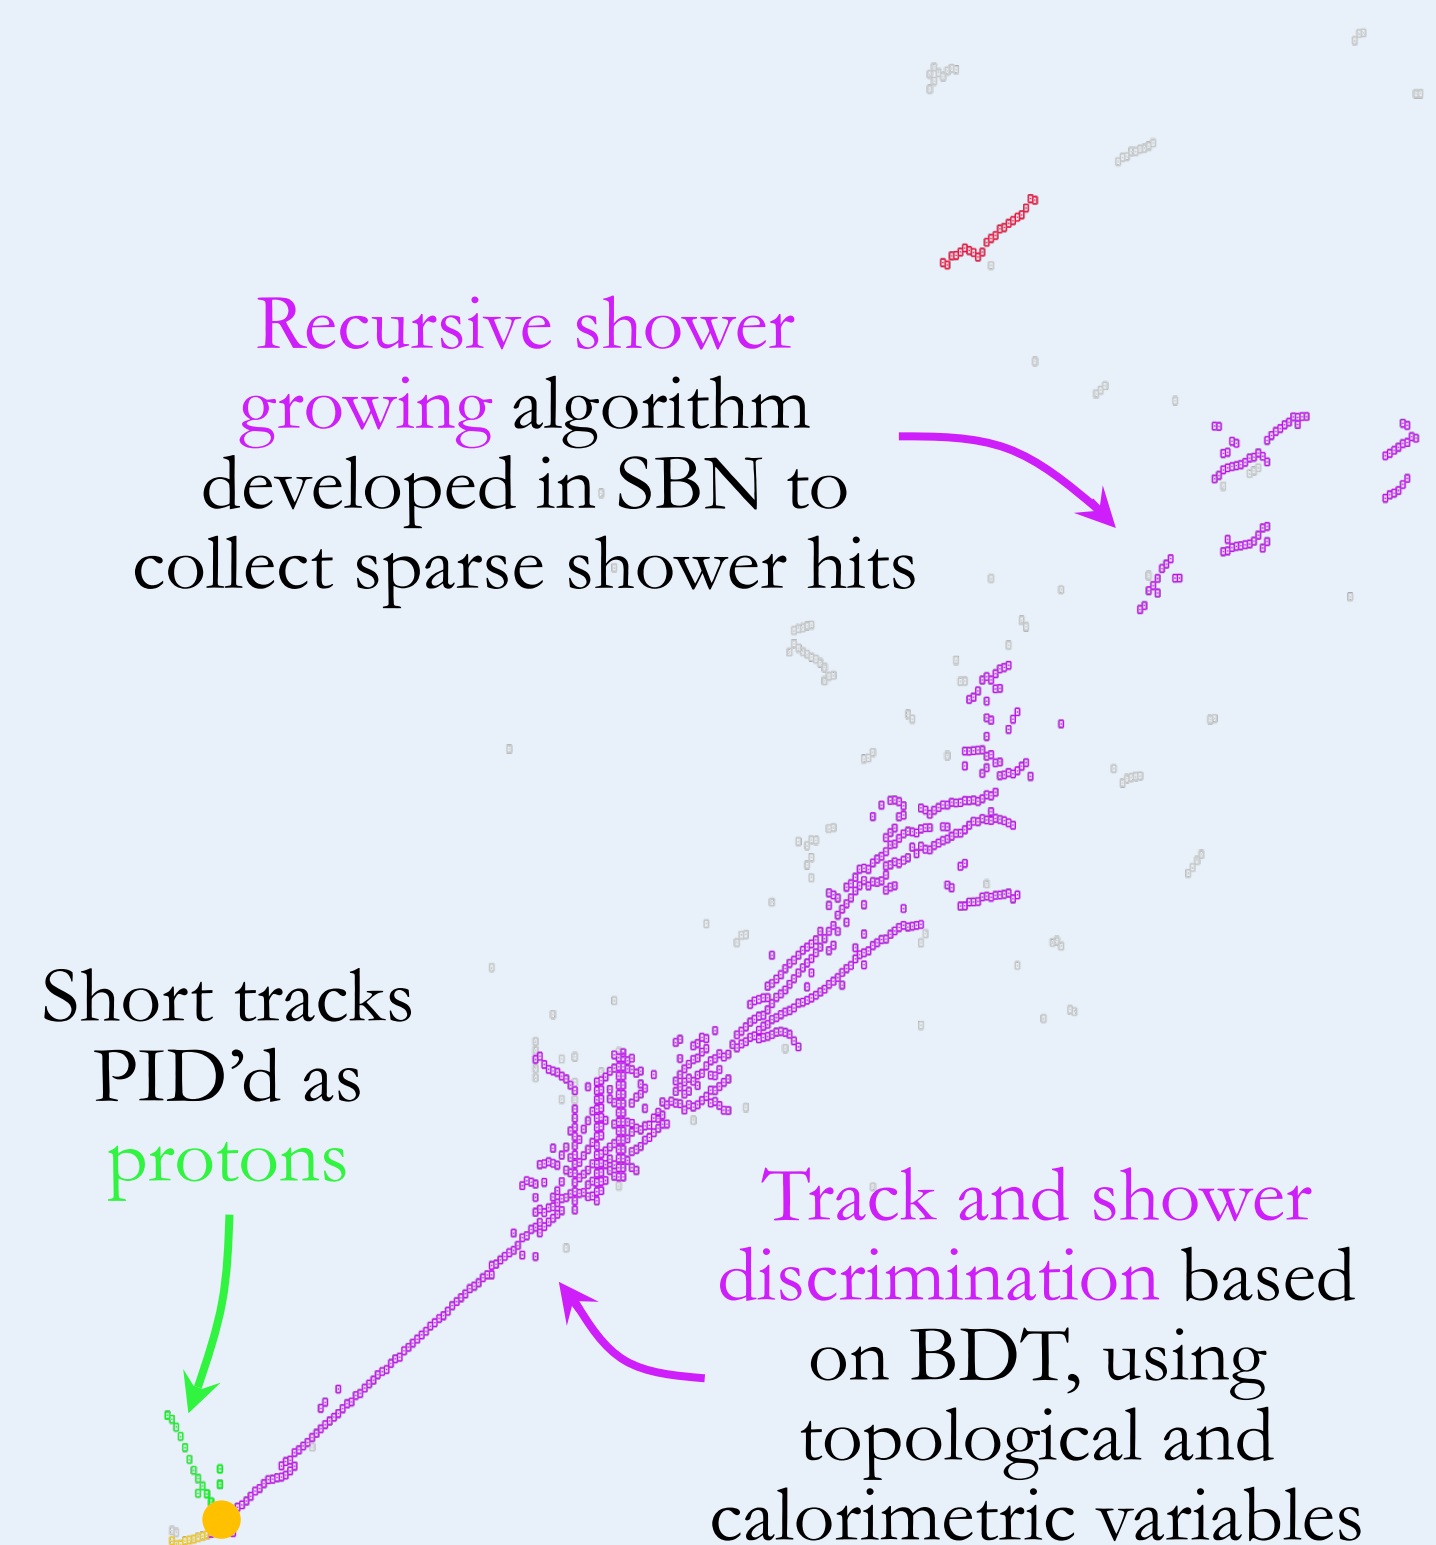 Recursive shower
growing algorithm
developed in SBN to
collect sparse shower hits
Short tracks
PID’d as
protons
Track and shower
discrimination based
on BDT, using
topological and
calorimetric variables